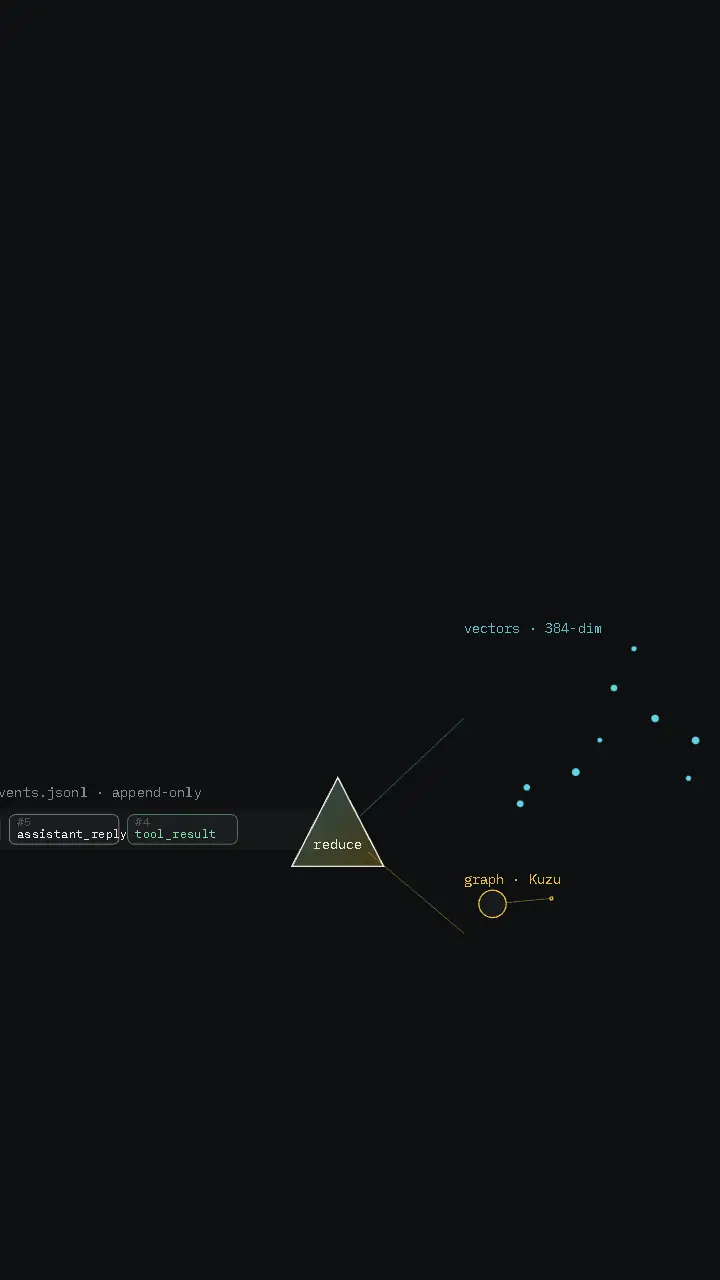 vectors · 384-dim
vents.jsonl · append-only
#5
assistant_reply
#4
tool_result
reduce
graph · Kuzu